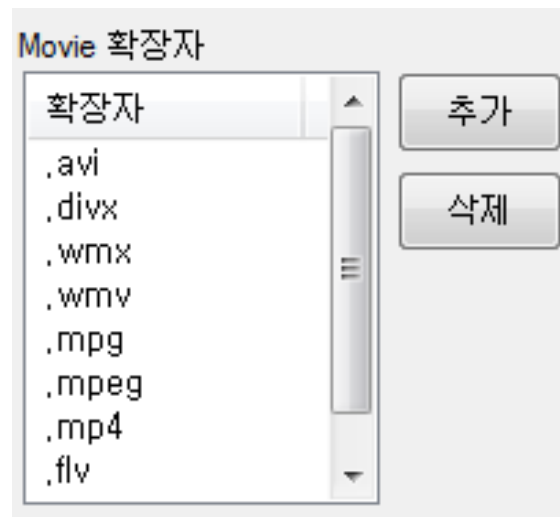 Movie 확장자
확장자
.avi
.divx
.wmx
.wmv
.mpg
.mpeg
.mp4
.flv
추가
삭제